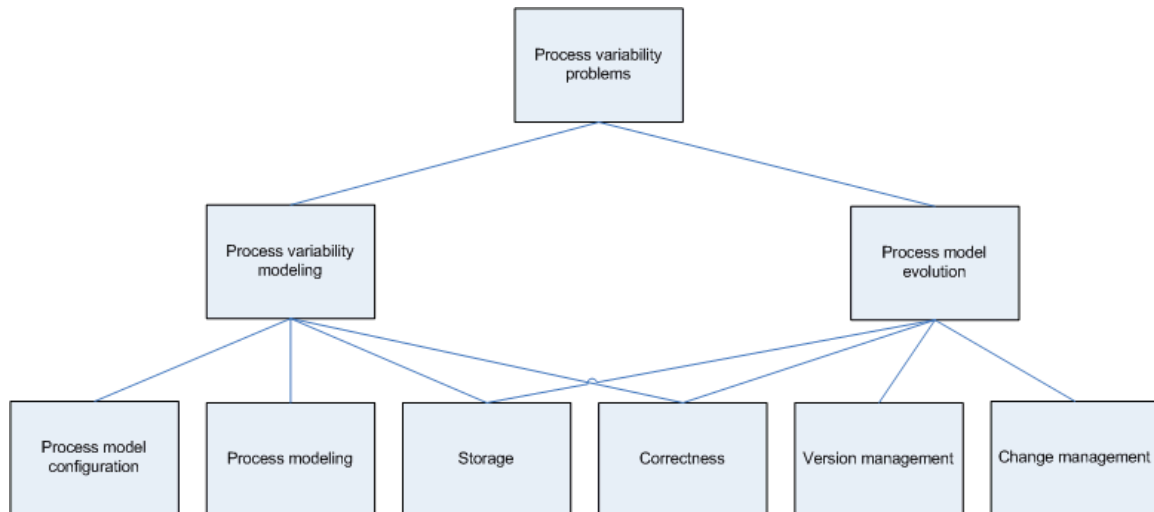 Process variability
problems
Process variability
modeling
Process model
evolution
Process model
configuration
Process modeling
Storage
Correctness
Version management
Change management